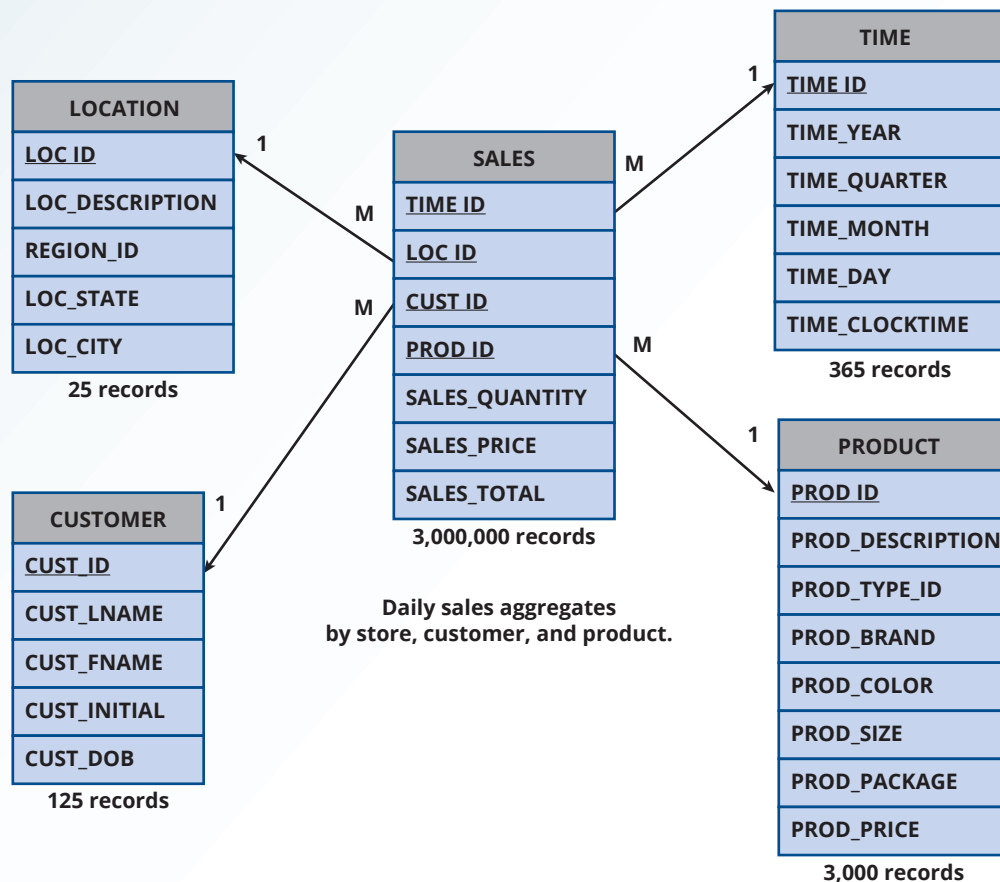 LOCATION
LOC ID
LOC_DESCRIPTION
REGION_ID
LOC_STATE
LOC_CITY
25 records
1
M
SALES
TIME ID
LOC ID
CUST ID
PROD ID
SALES_QUANTITY
SALES_PRICE
SALES_TOTAL
3,000,000 records
M
1
TIME
TIME ID
TIME_YEAR
TIME_QUARTER
TIME_MONTH
TIME_DAY
TIME_CLOCKTIME
365 records
M
1
CUSTOMER
CUST_ID
CUST_LNAME
CUST_FNAME
CUST_INITIAL
CUST_DOB
125 records
Daily sales aggregates
by store, customer, and product.
M
1
PRODUCT
PROD ID
PROD_DESCRIPTION
PROD_TYPE_ID
PROD_BRAND
PROD_COLOR
PROD_SIZE
PROD_PACKAGE
PROD_PRICE
3,000 records